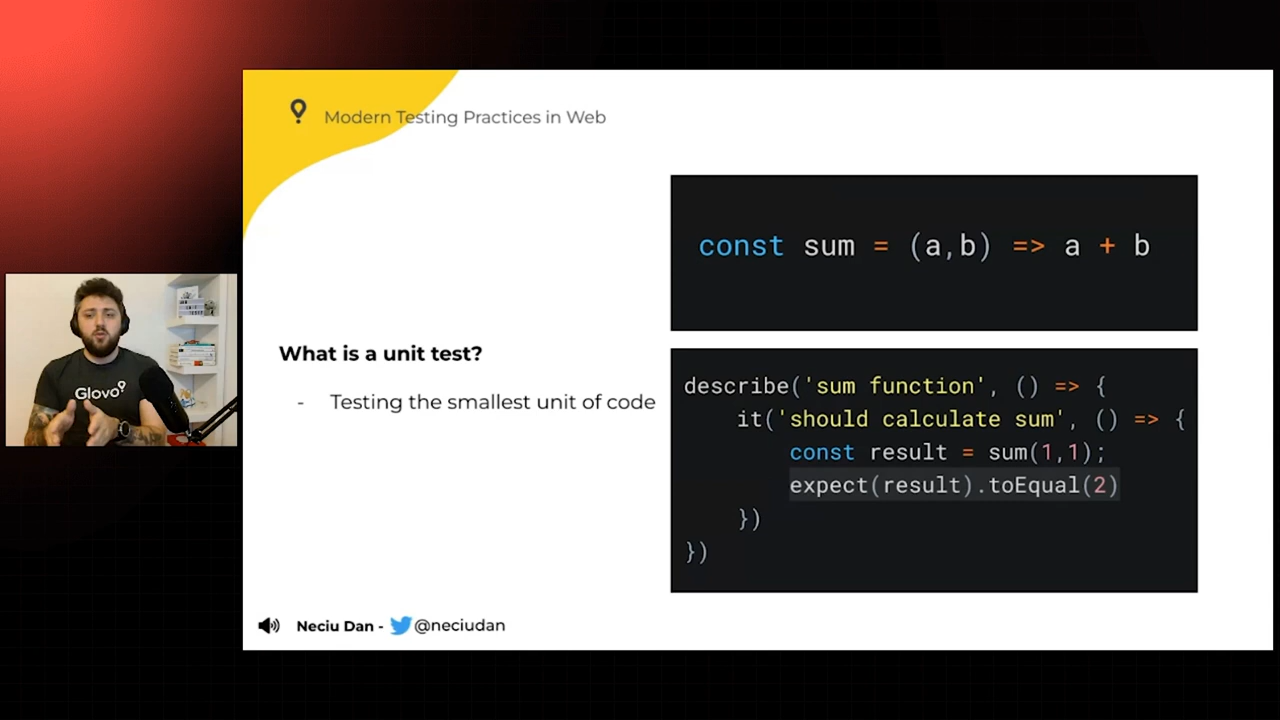 Modern Testing Practices in Web
const sum = (a,b) => a + b
What is a unit test?
- Testing the smallest unit of code
describe('sum function', () => {
it('should calculate sum', () => {
const result = sum(1,1);
expect(result).toEqual(2)
})
})
Glovo
Neciu Dan - @neciudan